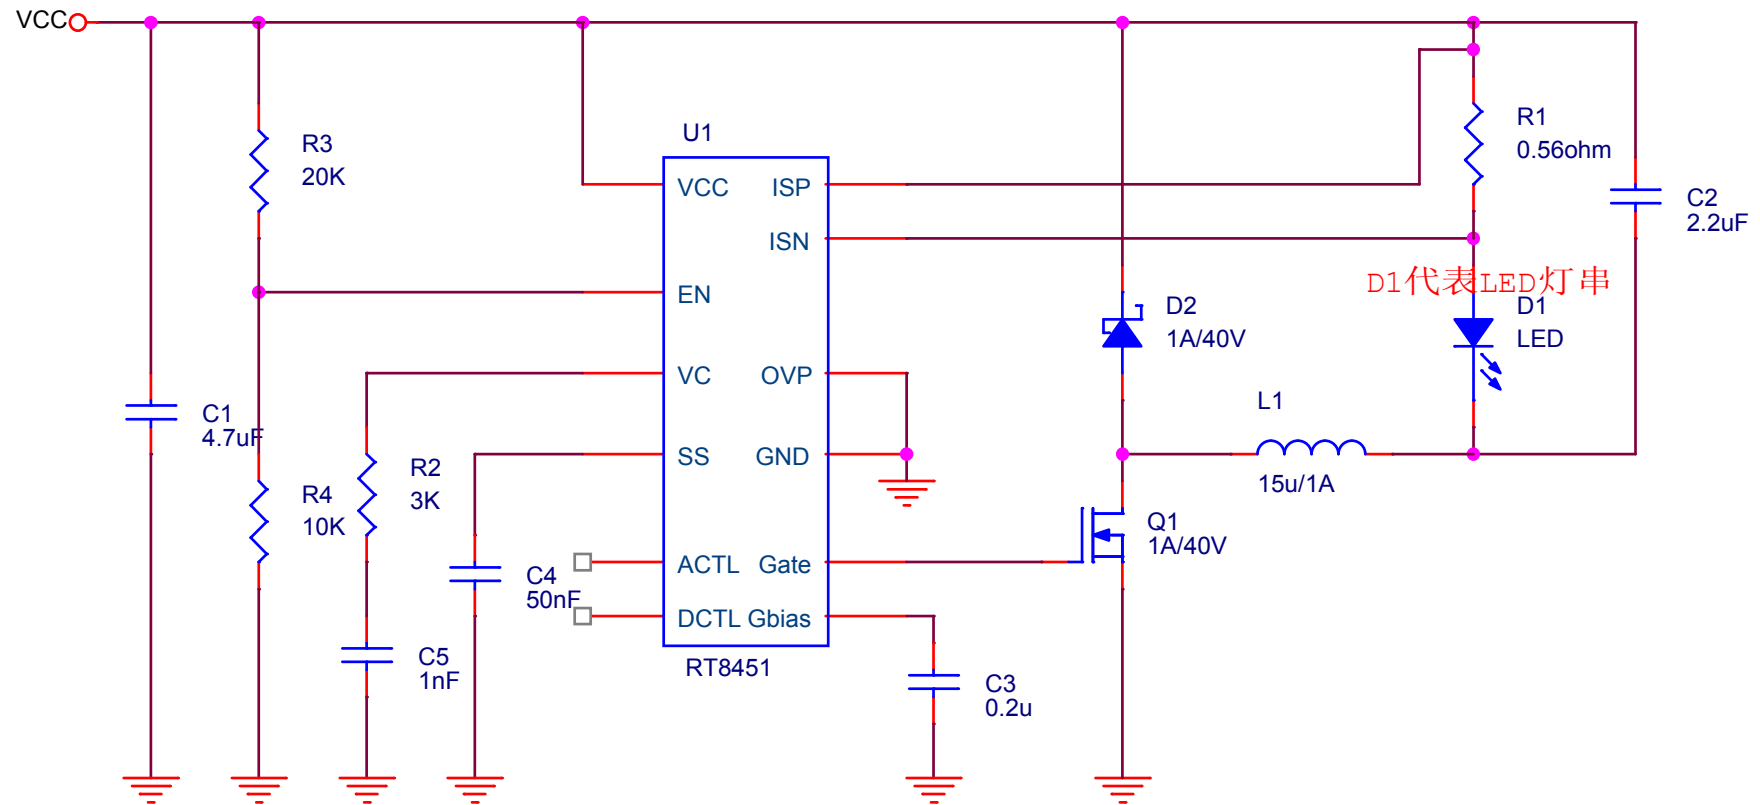 VCC
R3
20K
U1
R1
0.56ohm
VCC
ISP
C2
2.2uF
ISN
D1代表LED灯串
EN
D2
1A/40V
D1
LED
VC
OVP
C1
4.7uF
L1
SS
GND
R2
3K
15u/1A
R4
10K
Q1
1A/40V
ACTL
Gate
C4
50nF
DCTL
Gbias
C5
1nF
RT8451
C3
0.2u